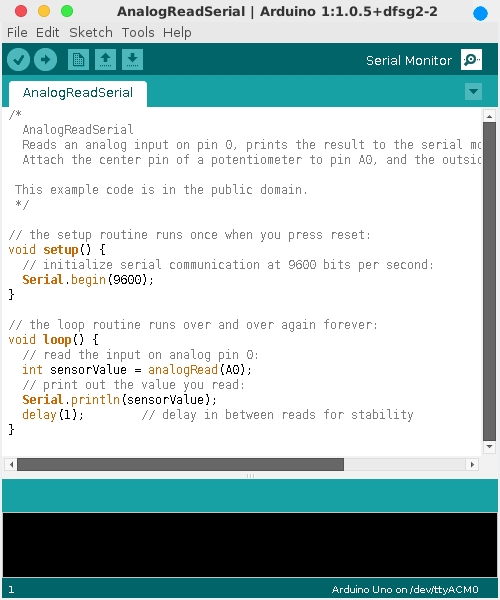 AnalogReadSerial | Arduino 1:1.0.5+dfsg2-2
File Edit Sketch Tools Help
Serial Monitor
AnalogReadSerial
/*
  AnalogReadSerial
  Reads an analog input on pin 0, prints the result to the serial
  Attach the center pin of a potentiometer to pin A0, and the

 This example code is in the public domain.
 */

// the setup routine runs once when you press reset:
void setup() {
  // initialize serial communication at 9600 bits per second:
  Serial.begin(9600);
}

// the loop routine runs over and over again forever:
void loop() {
  // read the input on analog pin 0:
  int sensorValue = analogRead(A0);
  // print out the value you read:
  Serial.println(sensorValue);
  delay(1);        // delay in between reads for stability
}
1
Arduino Uno on /dev/ttyACM0